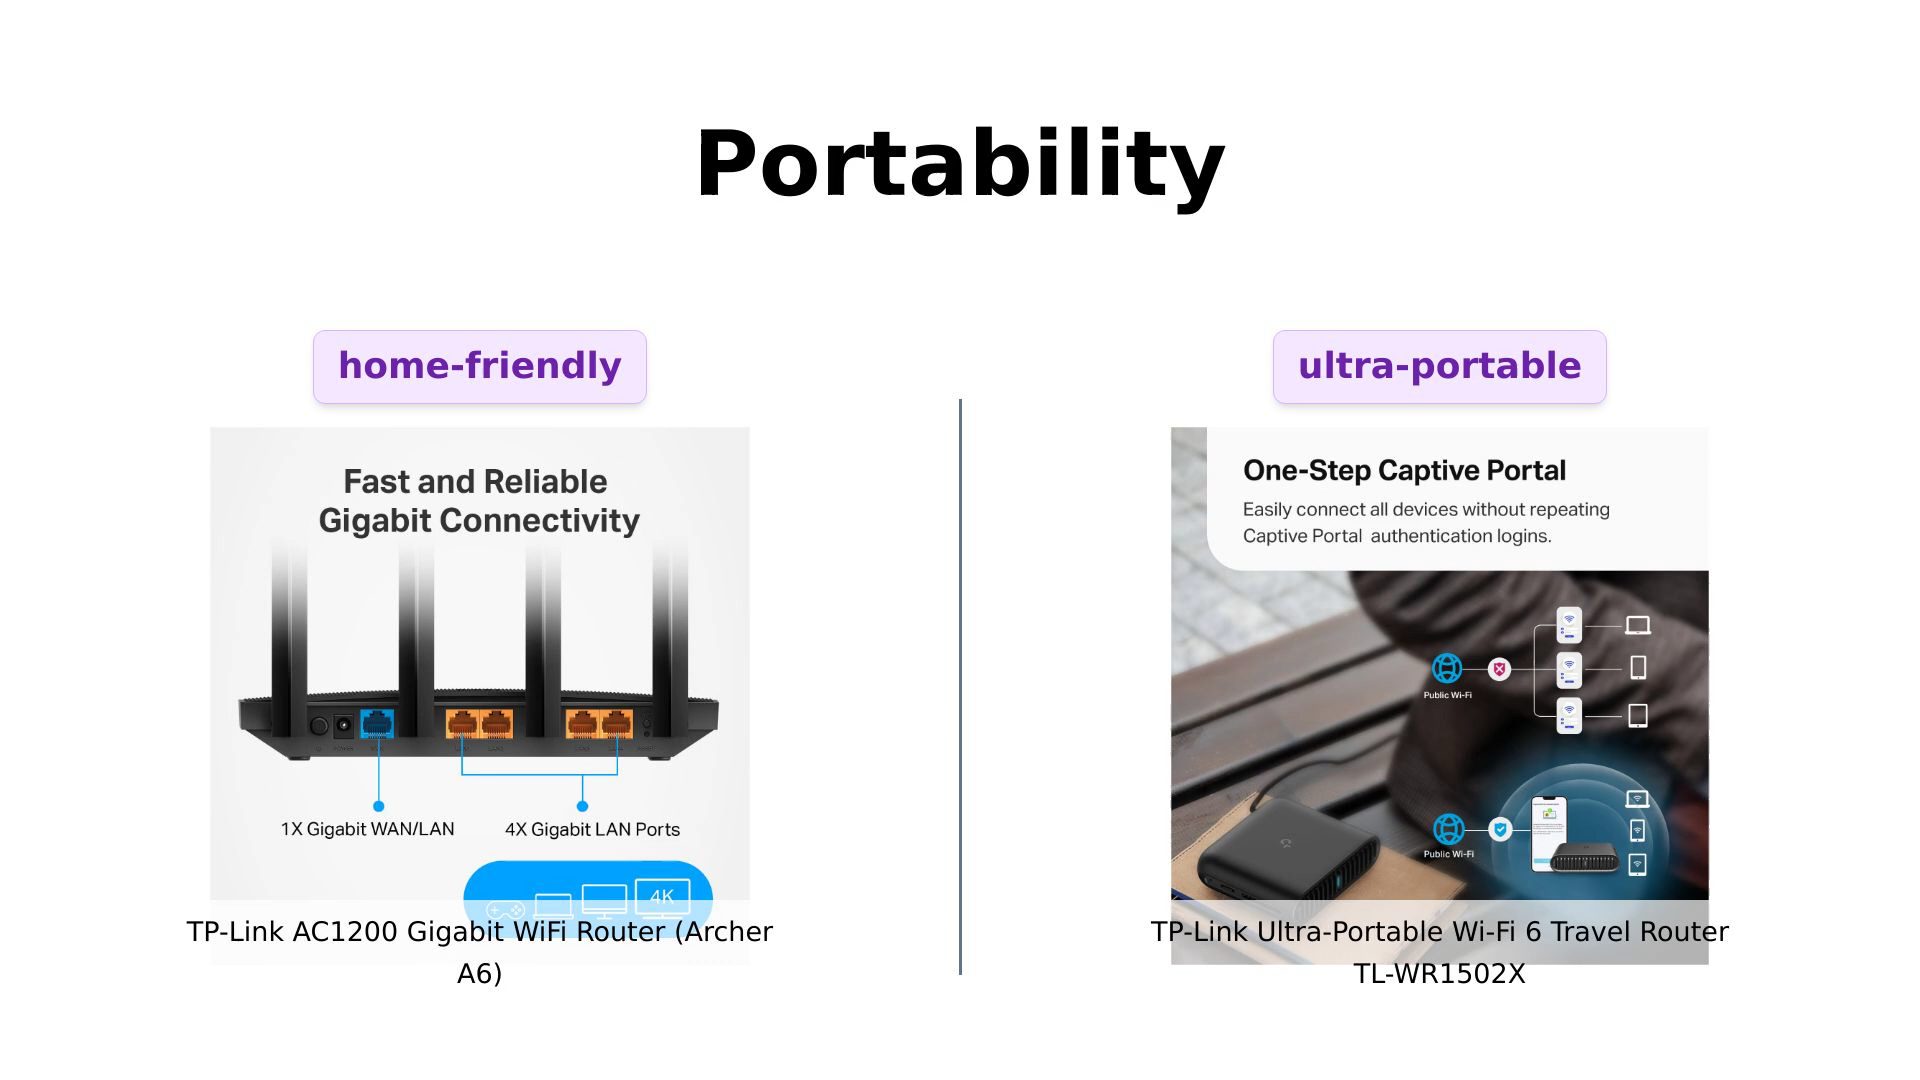 Portability
home-friendly
Fast and Reliable
Gigabit Connectivity
1X Gigabit WAN/LAN
4X Gigabit LAN Ports
4K
TP-Link AC1200 Gigabit WiFi Router (Archer
A6)
ultra-portable
One-Step Captive Portal
Easily connect all devices without repeating
Captive Portal authentication logins.
Public Wi-Fi
Public Wi-Fi
TP-Link Ultra-Portable Wi-Fi 6 Travel Router
TL-WR1502X